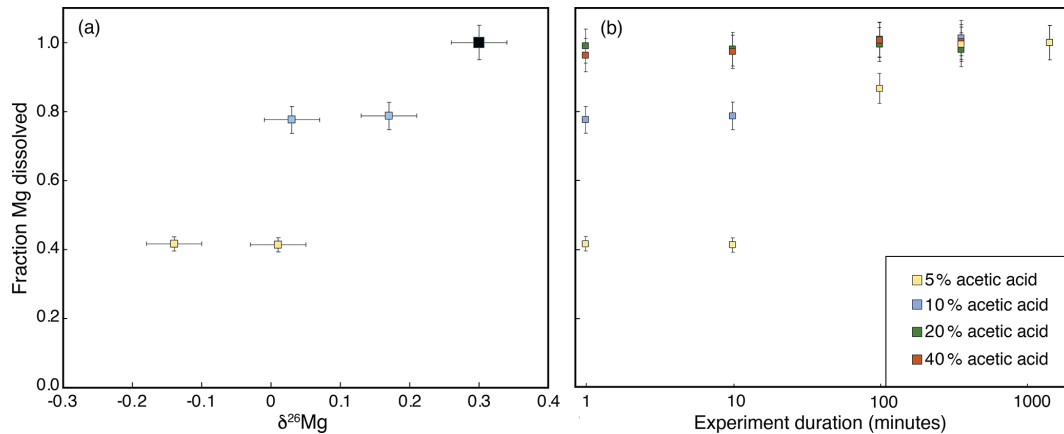 (a)
(b)
Fraction Mg dissolved
1.0
0.8
0.6
0.4
0.2
0.0
-0.3 -0.2 -0.1 0 0.1 0.2 0.3 0.4
δ²⁶Mg
5% acetic acid
10% acetic acid
20% acetic acid
40% acetic acid
1 10 100 1000
Experiment duration (minutes)